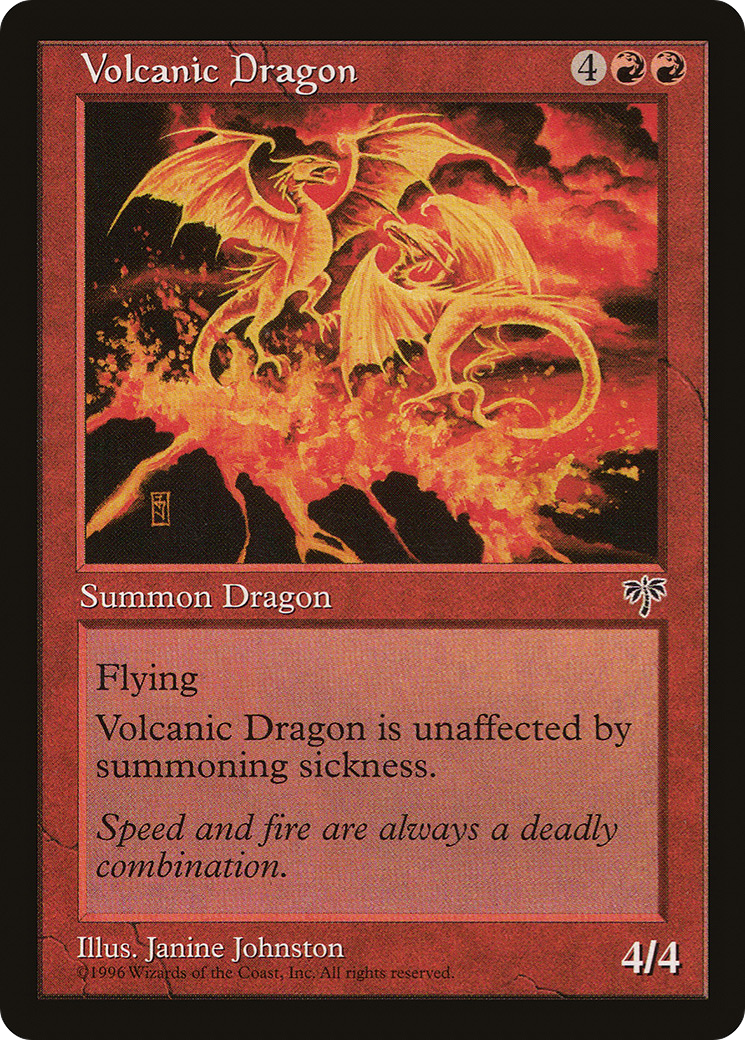 Volcanic Dragon 4
Summon Dragon
Flying
Volcanic Dragon is unaffected by
summoning sickness.
Speed and fire are always a deadly
combination.
Illus. Janine Johnston
©1996 Wizards of the Coast, Inc. All rights reserved.
4/4